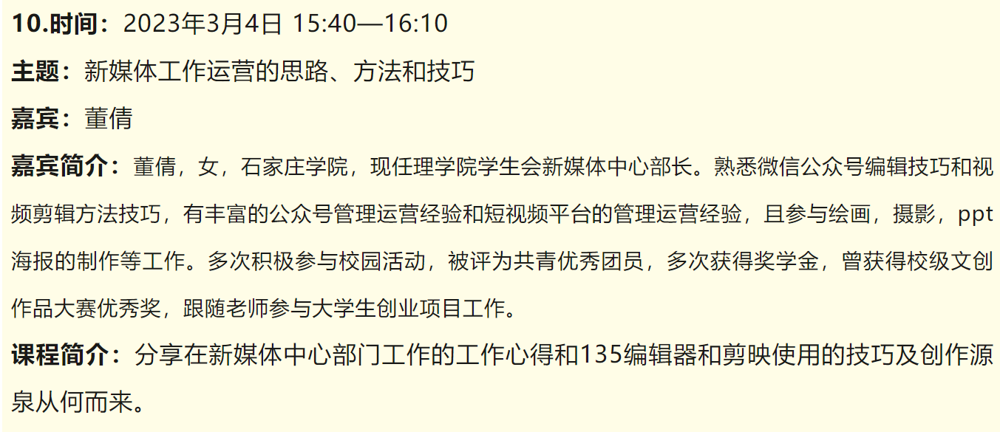 10.时间：2023年3月4日 15:40—16:10
主题：新媒体工作运营的思路、方法和技巧
嘉宾：董倩
嘉宾简介：董倩，女，石家庄学院，现任理学院学生会新媒体中心部长。熟悉微信公众号编辑技巧和视
频剪辑方法技巧，有丰富的公众号管理运营经验和短视频平台的管理运营经验，且参与绘画，摄影，ppt
海报的制作等工作。多次积极参与校园活动，被评为共青优秀团员，多次获得奖学金，曾获得校级文创
作品大赛优秀奖，跟随老师参与大学生创业项目工作。
课程简介：分享在新媒体中心部门工作的工作心得和135编辑器和剪映使用的技巧及创作源
泉从何而来。